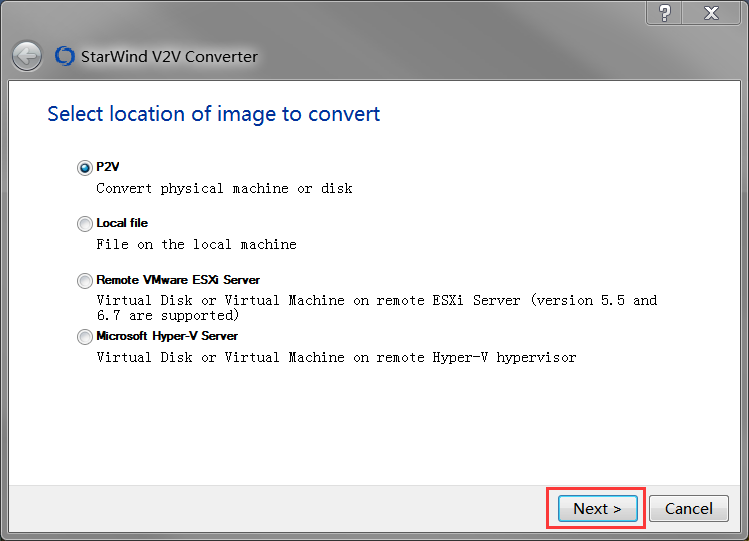 ?
StarWind V2V Converter
Select location of image to convert
P2V
Convert physical machine or disk
Local file
File on the local machine
Remote VMware ESXi Server
Virtual Disk or Virtual Machine on remote ESXi Server (version 5.5 and
6.7 are supported)
Microsoft Hyper-V Server
Virtual Disk or Virtual Machine on remote Hyper-V hypervisor
Next >
Cancel